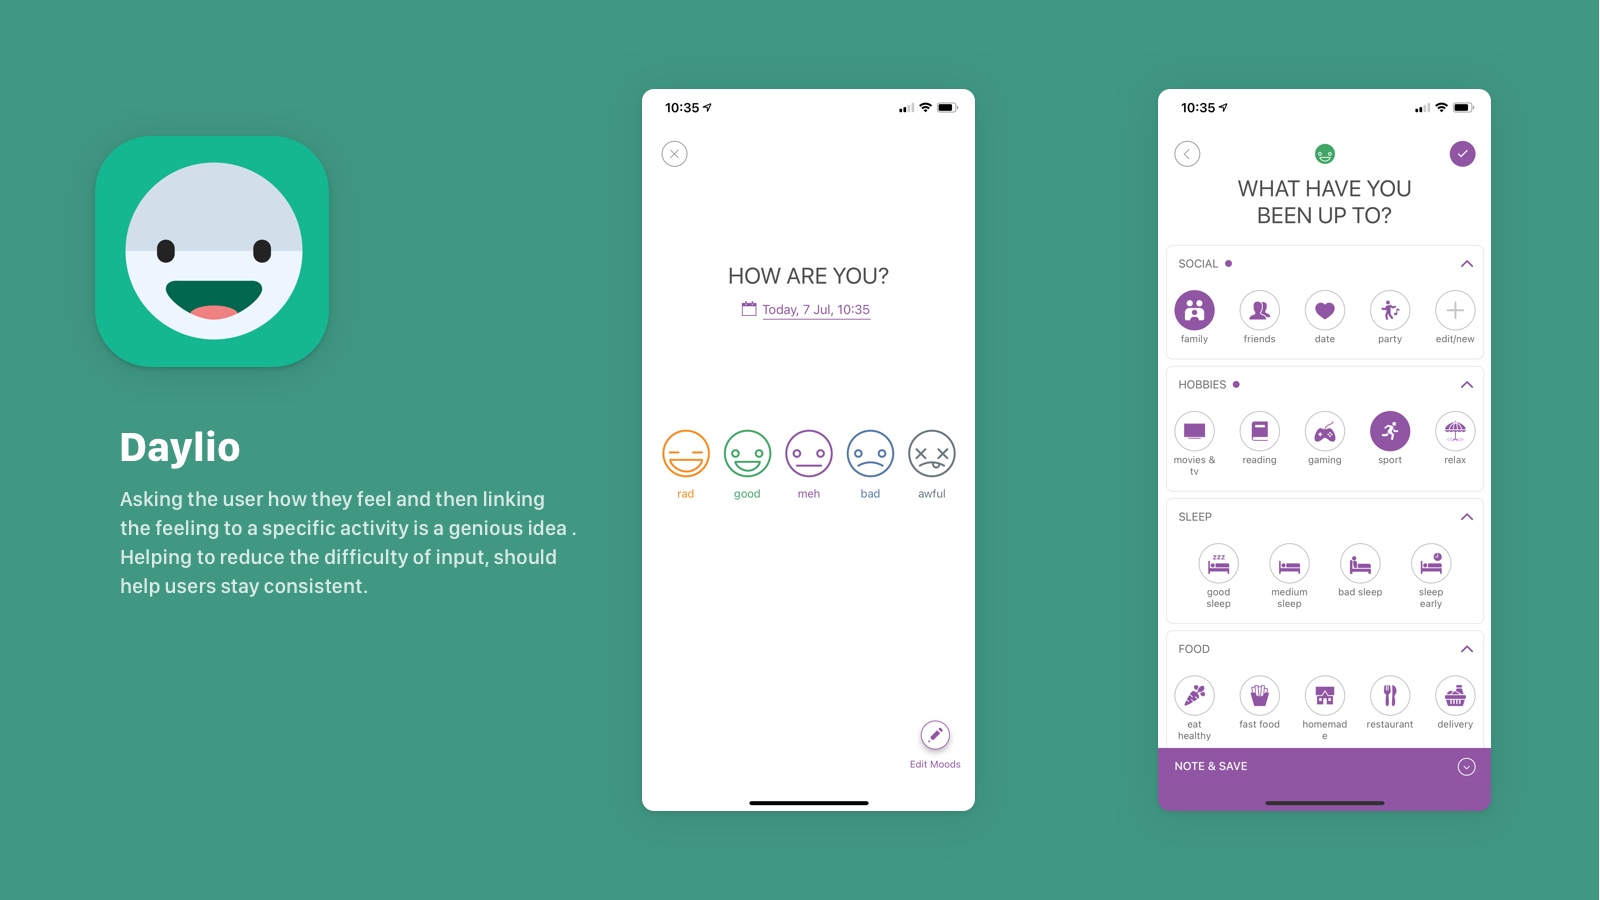 Daylio
Asking the user how they feel and then linking
the feeling to a specific activity is a genious idea .
Helping to reduce the difficulty of input, should
help users stay consistent.
10:35
HOW ARE YOU?
Today, 7 Jul, 10:35
rad good meh bad awful
Edit Moods
10:35
WHAT HAVE YOU
BEEN UP TO?
SOCIAL
family friends date party edit/new
HOBBIES
movies & reading gaming sport relax
tv
SLEEP
zzz
good medium bad sleep sleep
sleep sleep early
FOOD
eat fast food homemad restaurant delivery
healthy e
NOTE & SAVE